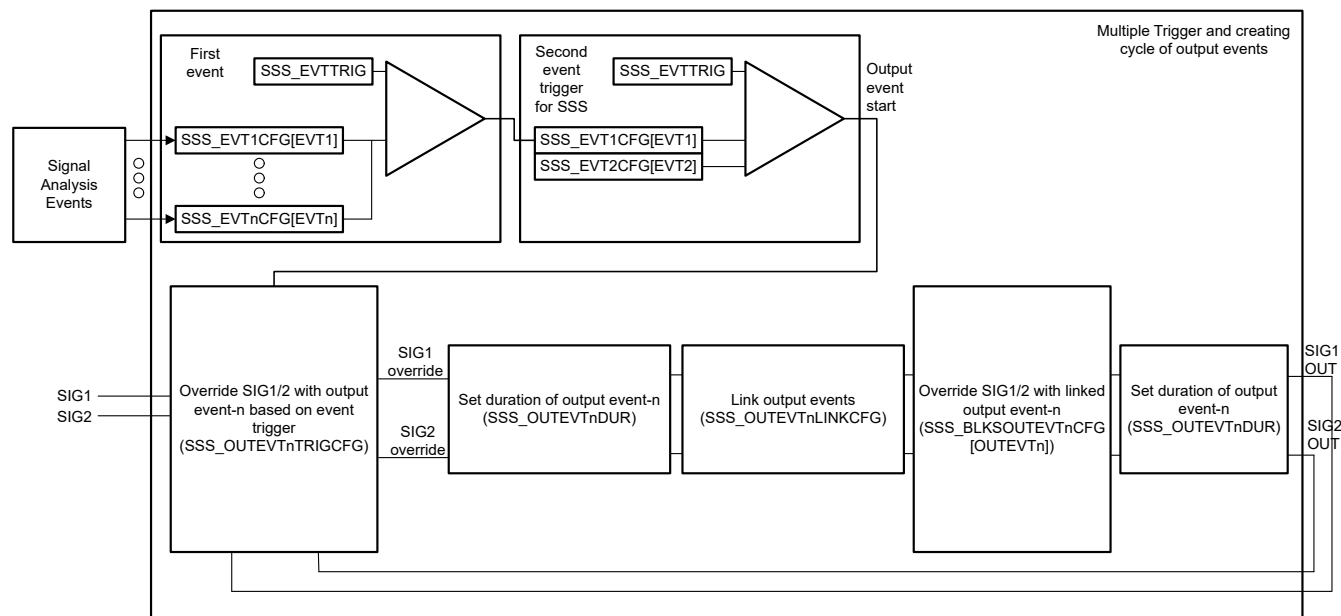 Multiple Trigger and creating
cycle of output events
First
event
SSS_EVTTRIG
SSS_EVT1CFG[EVT1]
SSS_EVTnCFG[EVTn]
Second
event
trigger
for SSS
SSS_EVTTRIG
SSS_EVT1CFG[EVT1]
SSS_EVT2CFG[EVT2]
Output
event
start
Signal
Analysis
Events
SIG1
SIG2
Override SIG1/2 with output
event-n based on event
trigger
(SSS_OUTEVTnTRIGCFG)
SIG1
override
SIG2
override
Set duration of output event-n
(SSS_OUTEVTnDUR)
Link output events
(SSS_OUTEVTnLINKCFG)
Override SIG1/2 with linked
output event-n
(SSS_BLKSOUTEVTnCFG
[OUTEVTn])
Set duration of output
event-n
(SSS_OUTEVTnDUR)
SIG1
OUT
SIG2
OUT